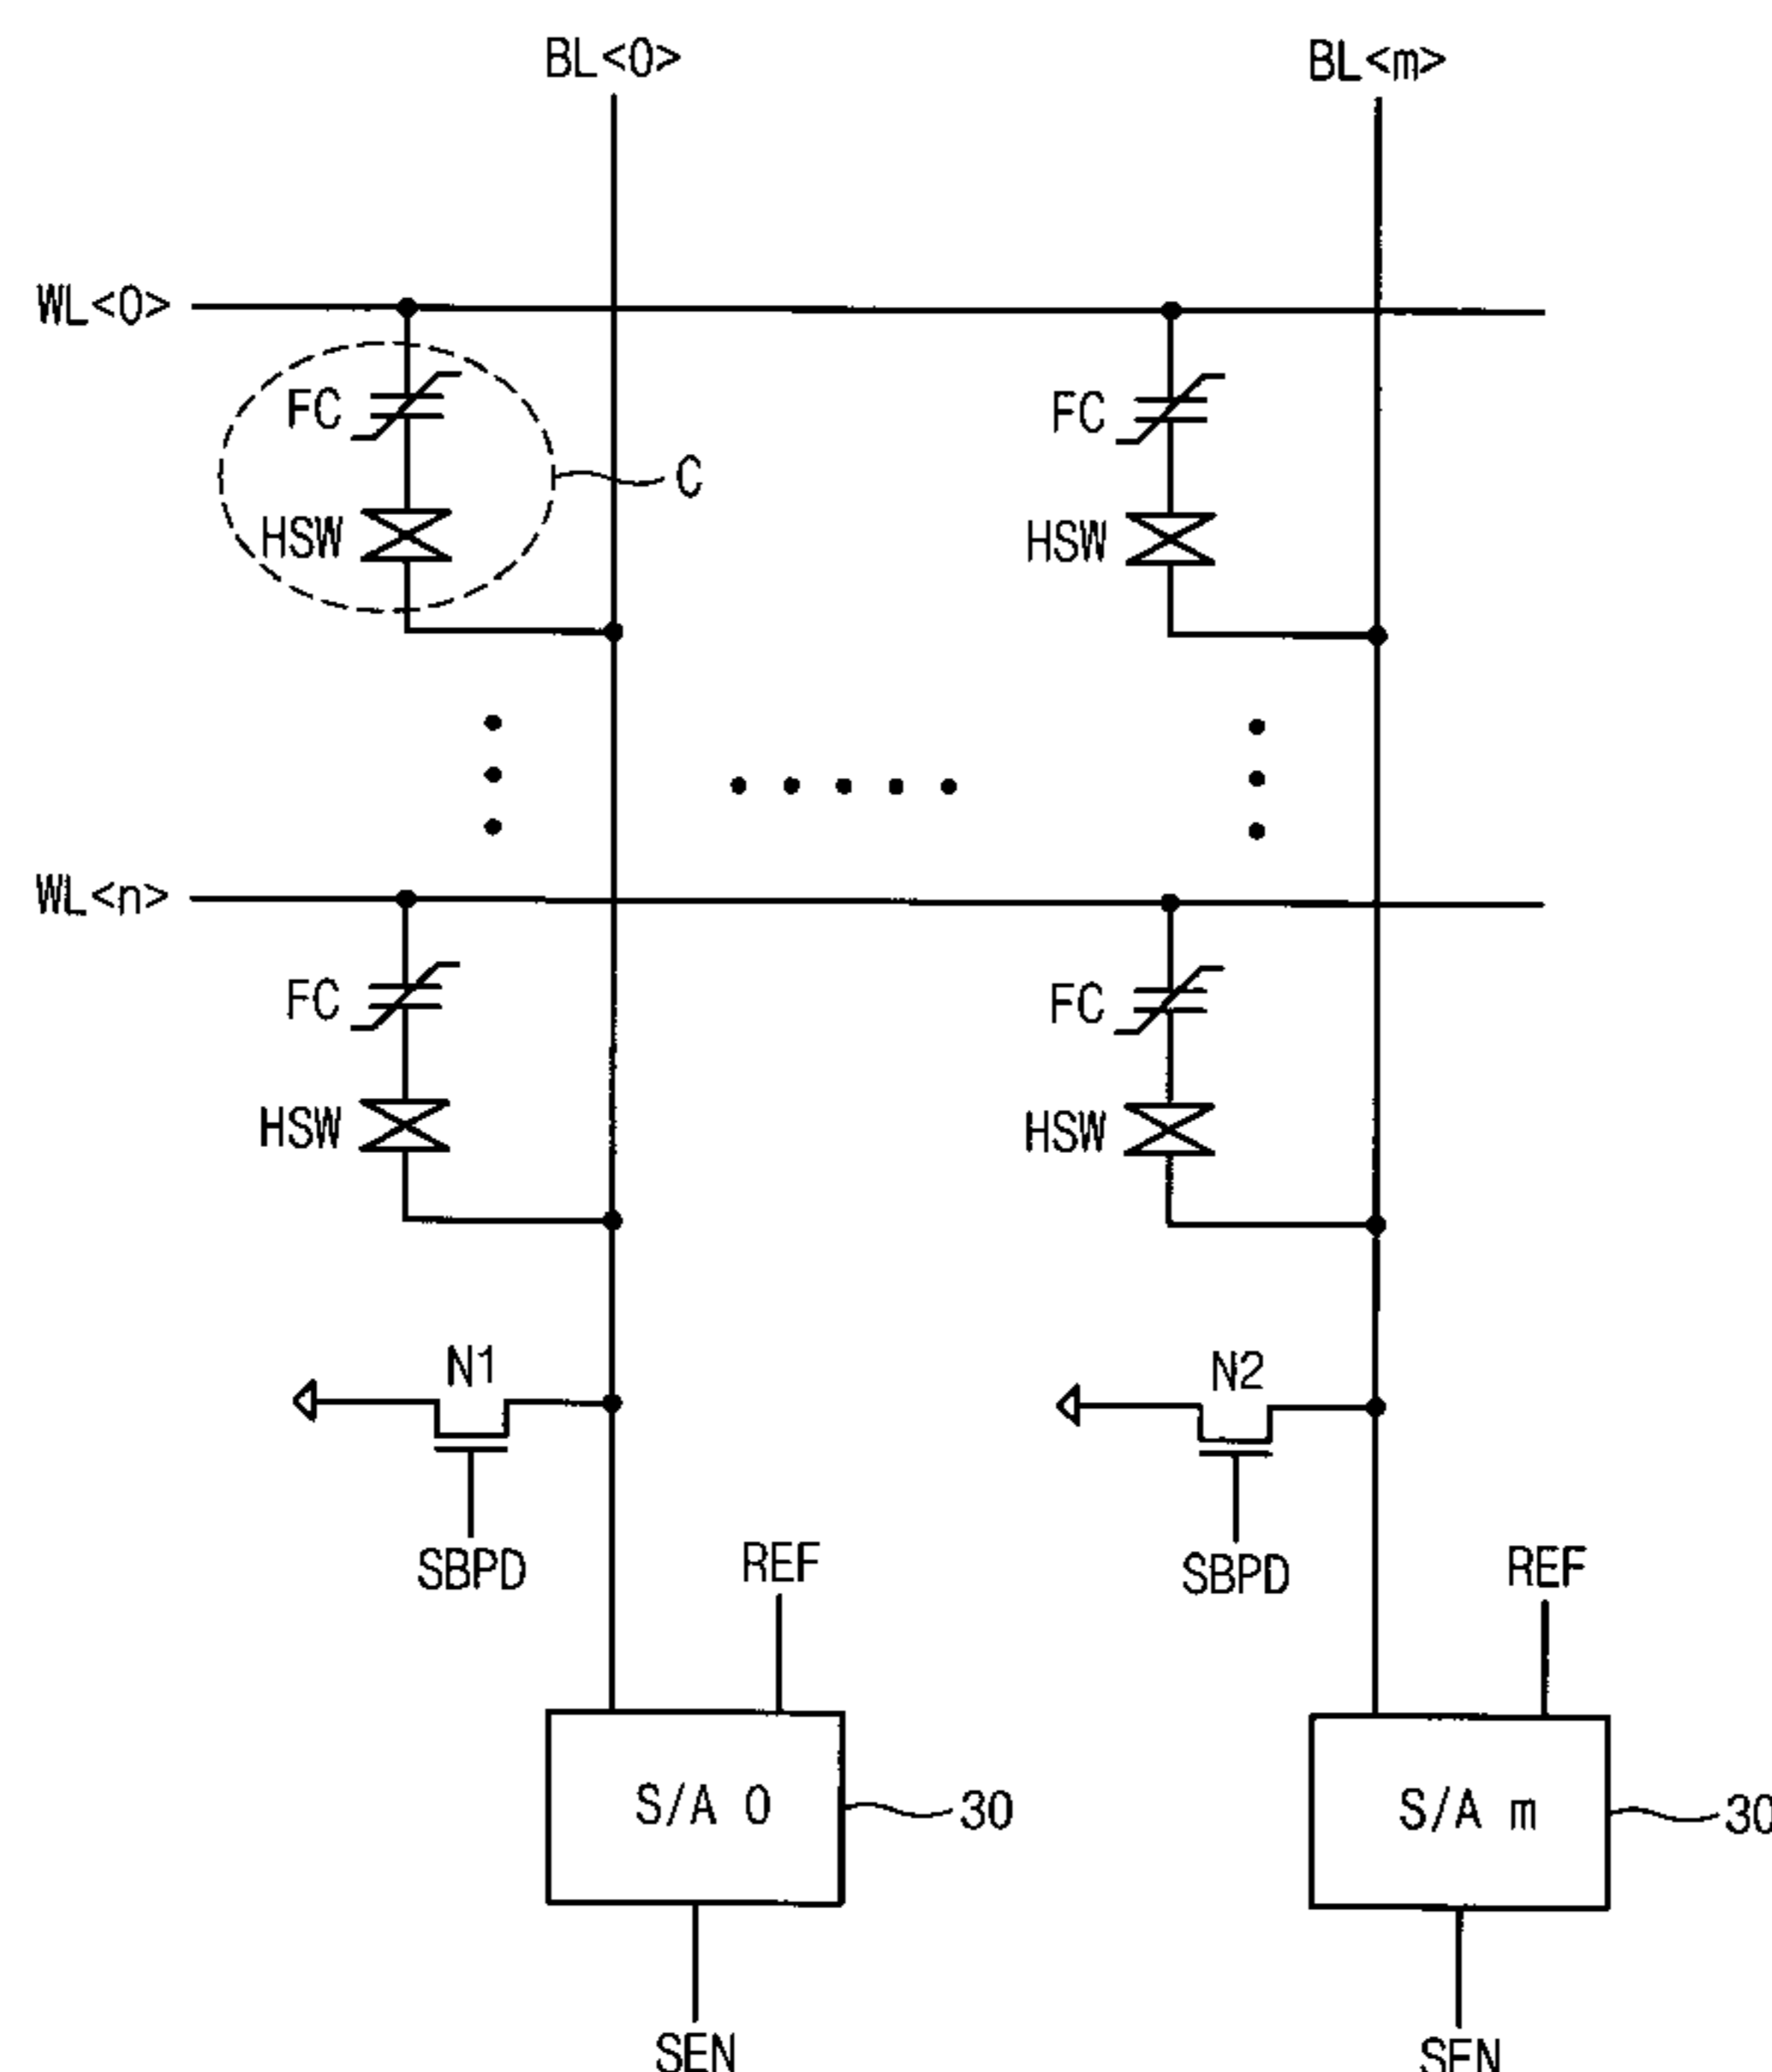 BL<0> BL<m>
WL<0>
FC FC
C
HSW HSW
WL<n>
FC FC
HSW HSW
N1 N2
SBPD REF SBPD REF
S/A 0 30 S/A m 30
SEN SEN